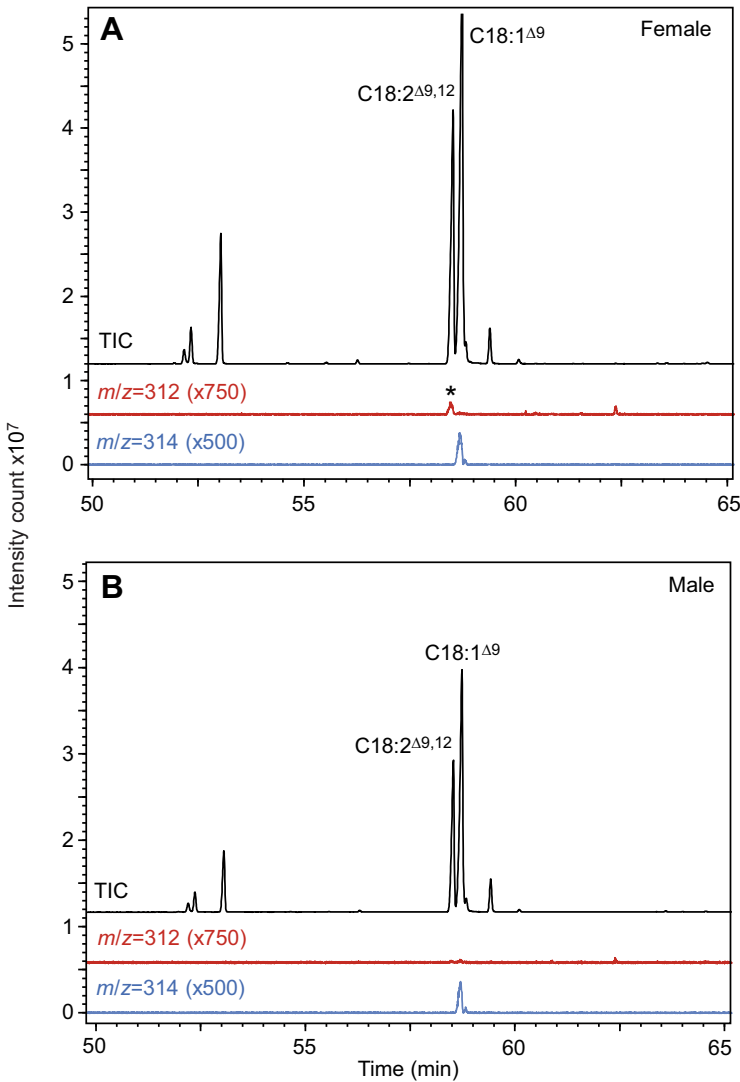 A
Female
C18:1Δ9
C18:2Δ9,12
5
4
3
2
1
0
TIC
m/z=312 (x750)
*
m/z=314 (x500)
50
55
60
65
Intensity count x10⁷
B
Male
C18:1Δ9
C18:2Δ9,12
5
4
3
2
1
0
TIC
m/z=312 (x750)
m/z=314 (x500)
50
55
60
65
Time (min)